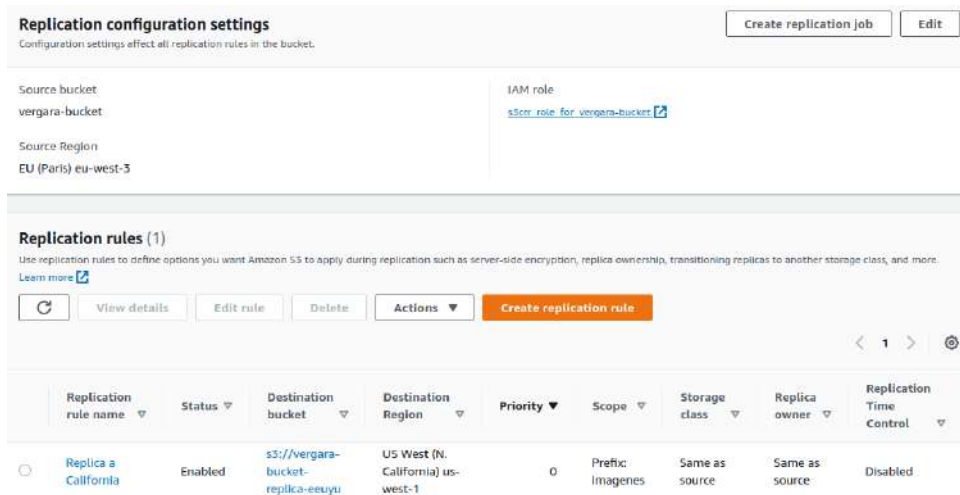 Replication configuration settings
Create replication job
Edit
Configuration settings affect all replication rules in the bucket.
Source bucket
vergara-bucket
IAM role
s3crr_role_for_vergara-bucket
Source Region
EU (Paris) eu-west-3
Replication rules (1)
Use replication rules to define options you want Amazon S3 to apply during replication such as server-side encryption, replica ownership, transitioning replicas to another storage class, and more.
Learn more
View details
Edit rule
Delete
Actions
Create replication rule
1
Replication
rule name
Status
Destination
bucket
Destination
Region
Priority
Scope
Storage
class
Replica
owner
Replication
Time
Control
Replica a
California
Enabled
s3://vergara-
bucket-
replica-eeuyu
US West (N.
California) us-
west-1
0
Prefix:
Imagenes
Same as
source
Same as
source
Disabled